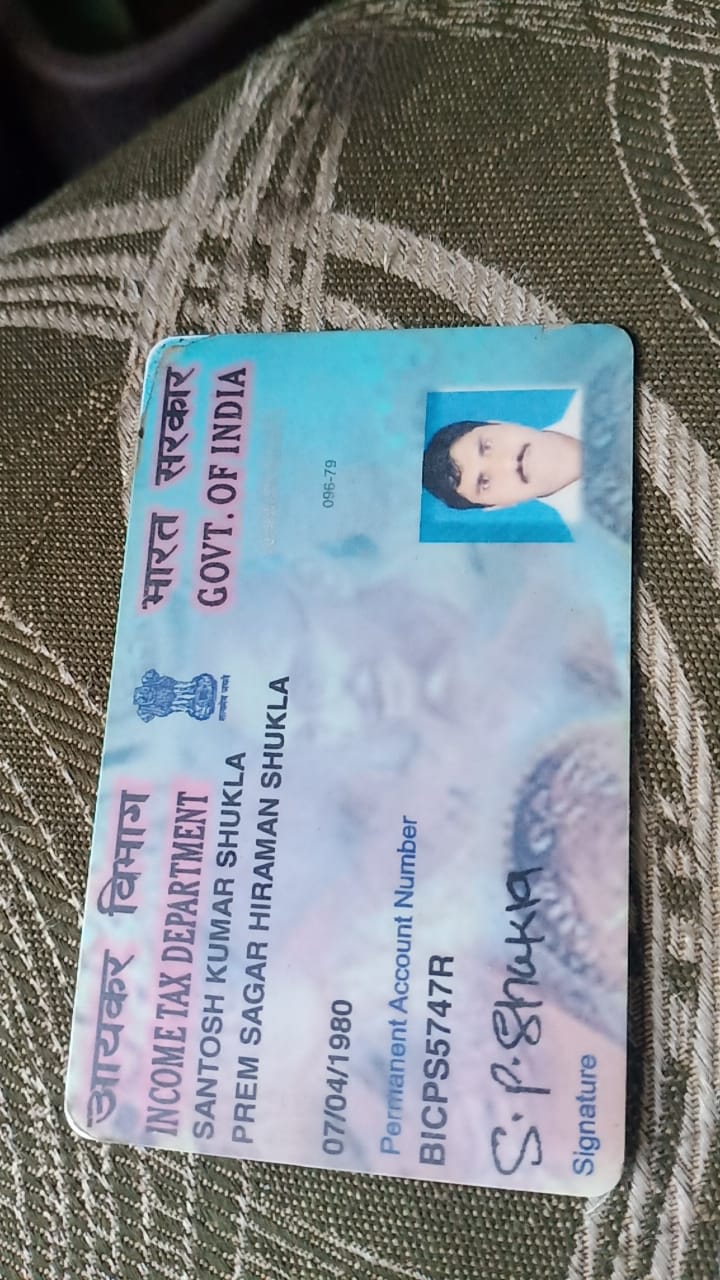 आयकर विभाग
INCOME TAX DEPARTMENT
भारत सरकार
GOVT. OF INDIA
सत्यमेव जयते
SANTOSH KUMAR SHUKLA
PREM SAGAR HIRAMAN SHUKLA
096-79
07/04/1980
Permanent Account Number
BICPS5747R
S.P.Shukla
Signature